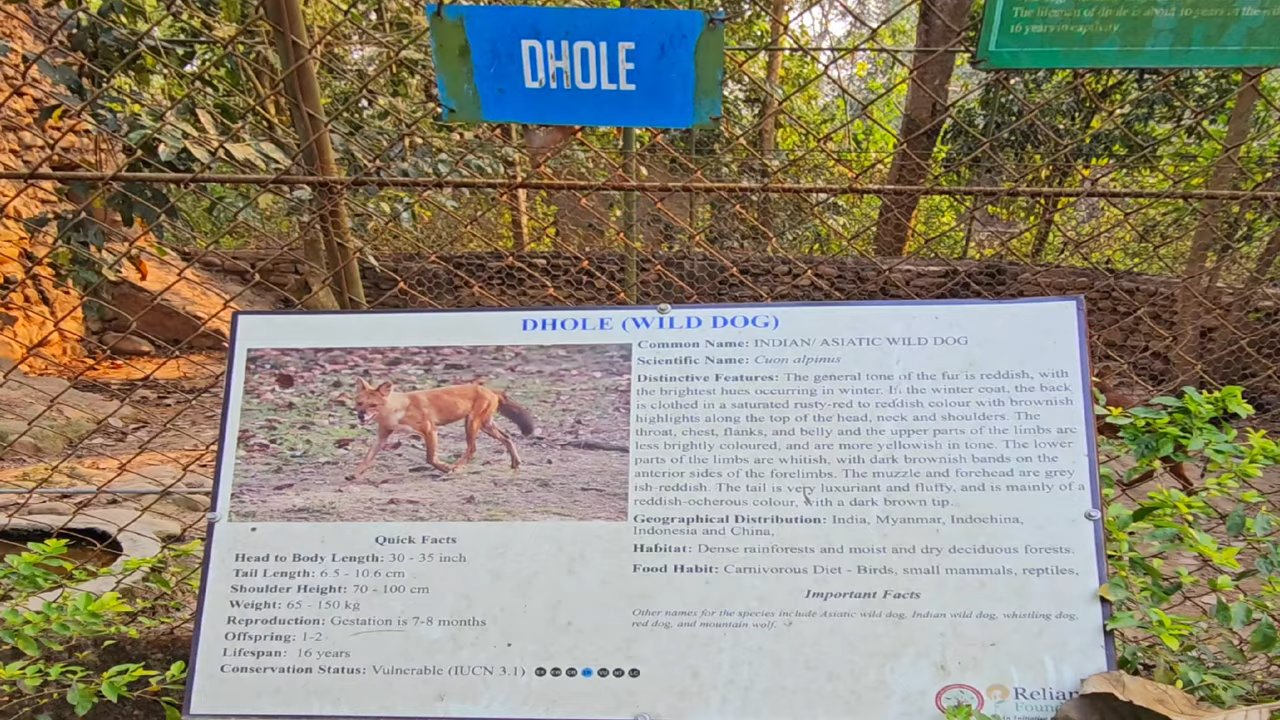 DHOLE
The lifespan of dhole is about 10 years in the
16 years in captivity.
DHOLE (WILD DOG)
Common Name: INDIAN/ ASIATIC WILD DOG
Scientific Name: Cuon alpinus
Distinctive Features: The general tone of the fur is reddish, with
the brightest hues occurring in winter. In the winter coat, the back
is clothed in a saturated rusty-red to reddish colour with brownish
highlights along the top of the head, neck and shoulders. The
throat, chest, flanks, and belly and the upper parts of the limbs are
less brightly coloured, and are more yellowish in tone. The lower
parts of the limbs are whitish, with dark brownish bands on the
anterior sides of the forelimbs. The muzzle and forehead are grey
ish-reddish. The tail is very luxuriant and fluffy, and is mainly of a
reddish-ocherous colour, with a dark brown tip.
Geographical Distribution: India, Myanmar, Indochina,
Indonesia and China,
Habitat: Dense rainforests and moist and dry deciduous forests.
Food Habit: Carnivorous Diet - Birds, small mammals, reptiles,
Important Facts
Other names for the species include Asiatic wild dog, Indian wild dog, whistling dog,
red dog, and mountain wolf.
Quick Facts
Head to Body Length: 30 - 35 inch
Tail Length: 6.5 - 10.6 cm
Shoulder Height: 70 - 100 cm
Weight: 65 - 150 kg
Reproduction: Gestation is 7-8 months
Offspring: 1-2
Lifespan: 16 years
Conservation Status: Vulnerable (IUCN 3.1)
Relian
Found